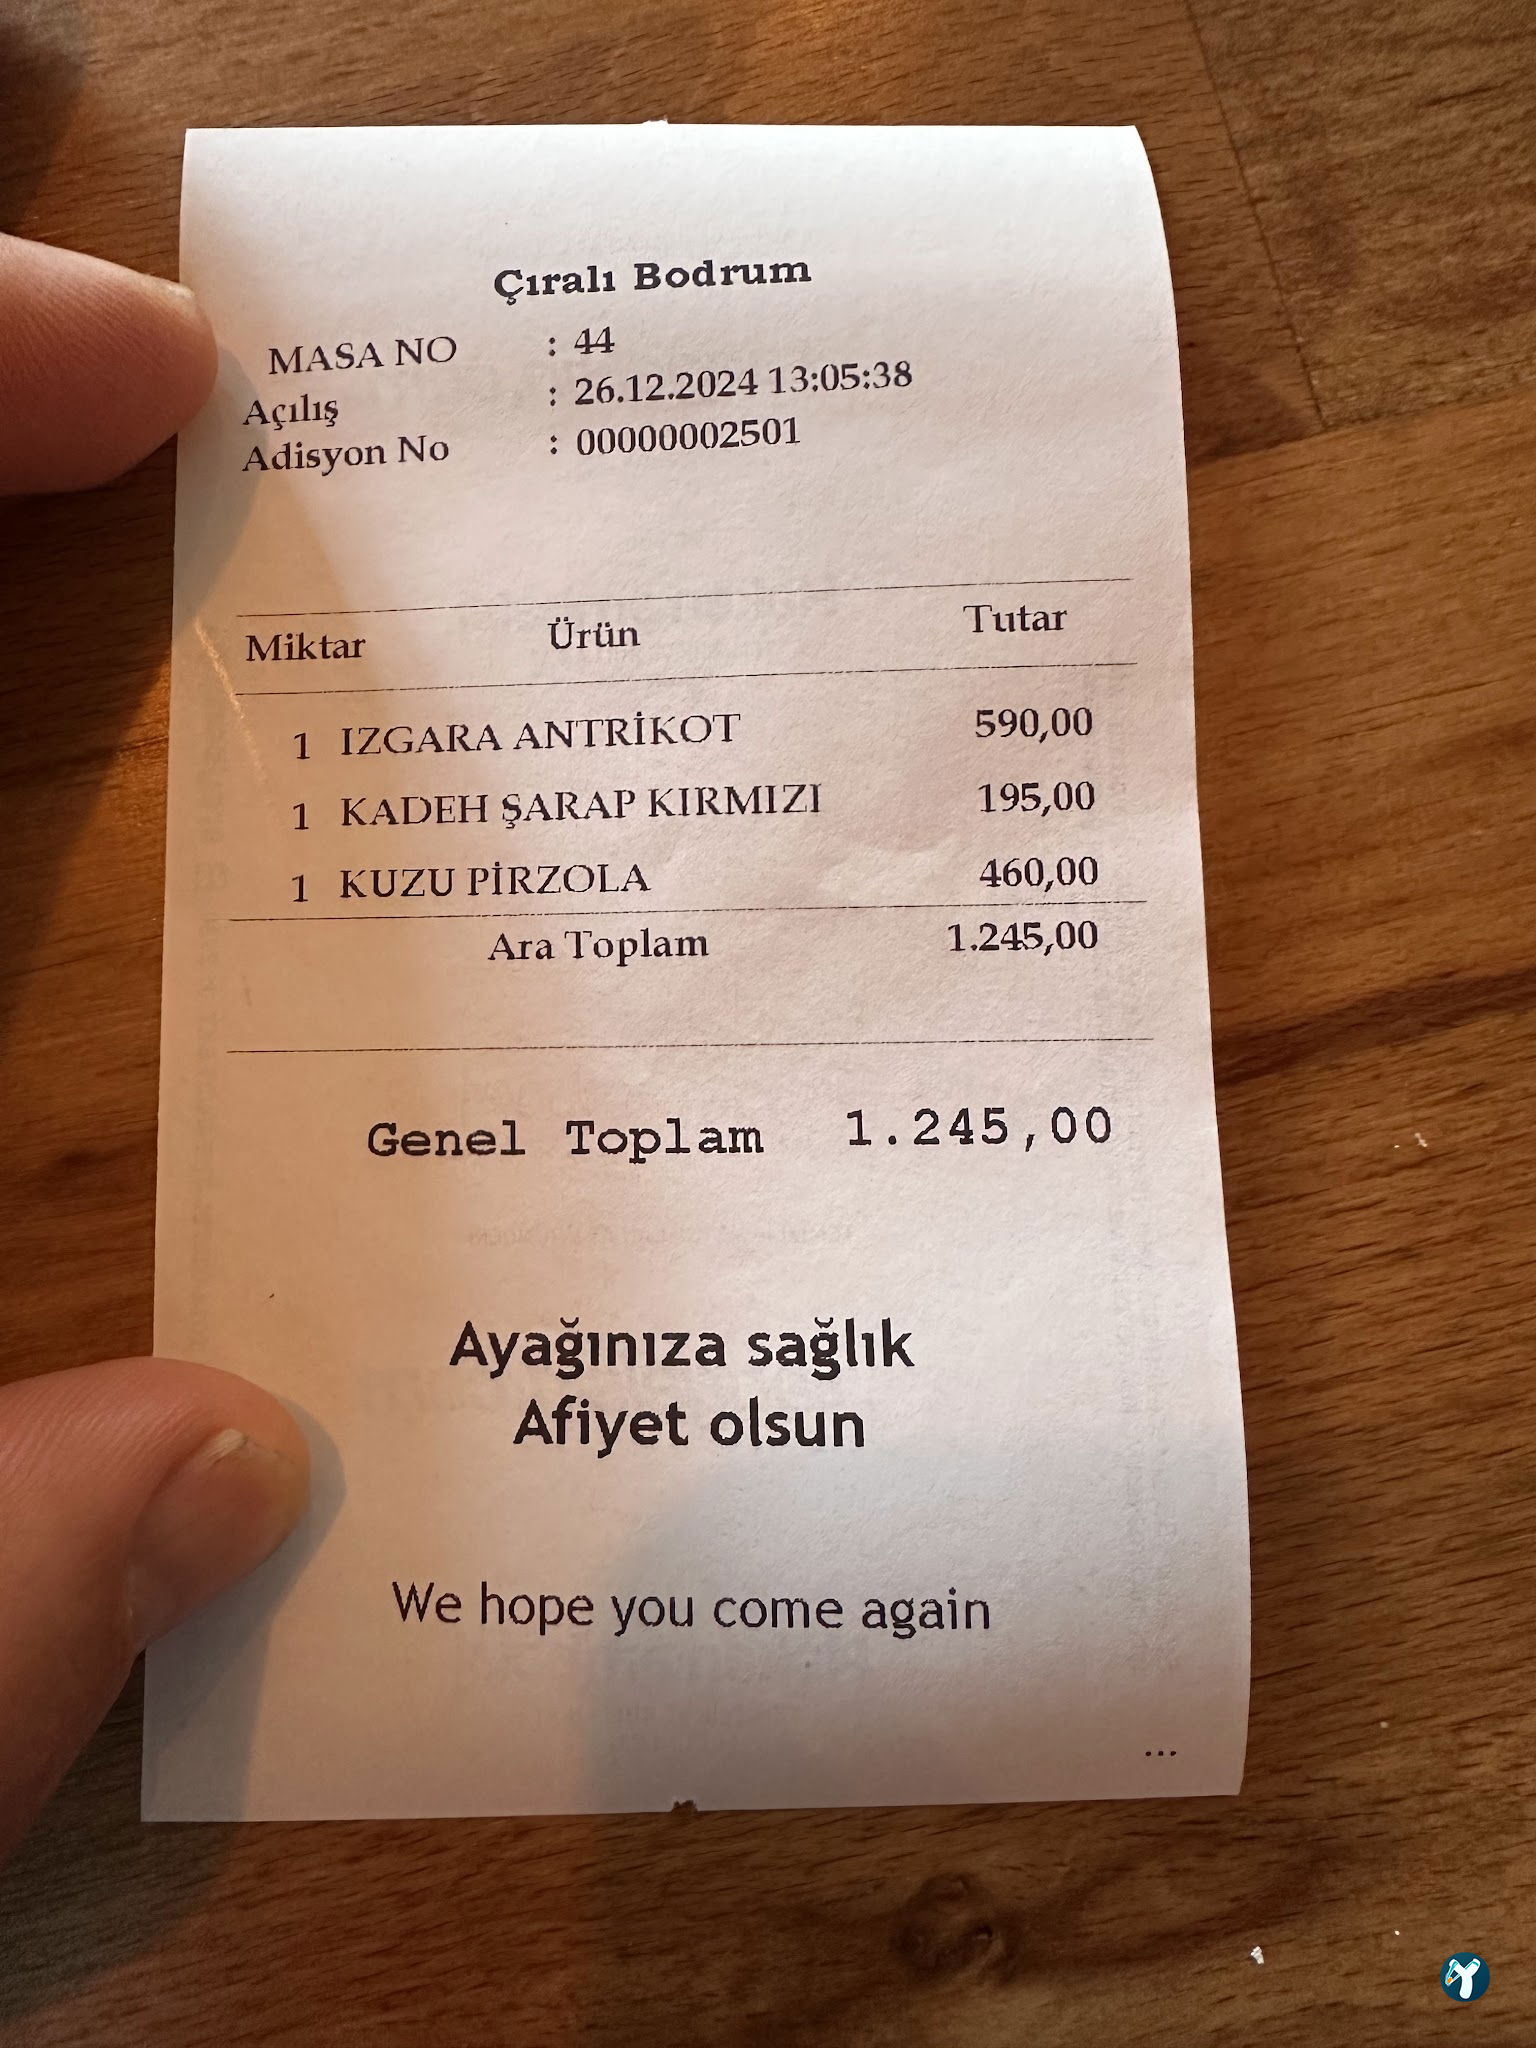 Çıralı Bodrum
MASA NO : 44
Açılış : 26.12.2024 13:05:38
Adisyon No : 00000002501
Miktar Ürün Tutar
1 IZGARA ANTRİKOT 590,00
1 KADEH ŞARAP KIRMIZI 195,00
1 KUZU PİRZOLA 460,00
Ara Toplam 1.245,00
Genel Toplam 1.245,00
Ayağınıza sağlık
Afiyet olsun
We hope you come again
...